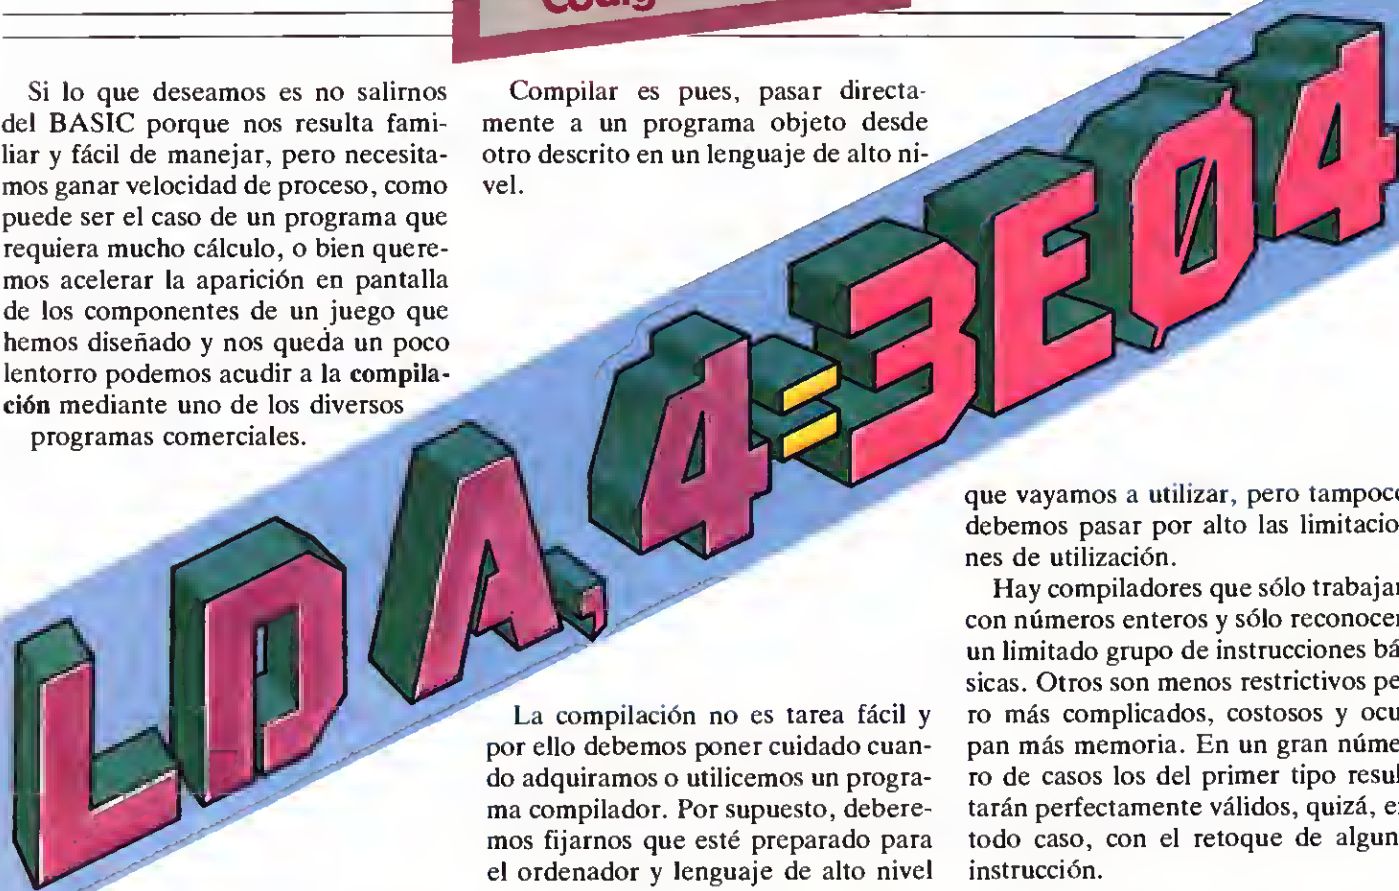 Si lo que deseamos es no salirnos
del BASIC porque nos resulta fami-
liar y fácil de manejar, pero necesita-
mos ganar velocidad de proceso, como
puede ser el caso de un programa que
requiera mucho cálculo, o bien quere-
mos acelerar la aparición en pantalla
de los componentes de un juego que
hemos diseñado y nos queda un poco
lentorro podemos acudir a la compila-
ción mediante uno de los diversos
programas comerciales.
Compilar es pues, pasar directa-
mente a un programa objeto desde
otro descrito en un lenguaje de alto ni-
vel.
LD A, 4=3E04
La compilación no es tarea fácil y
por ello debemos poner cuidado cuan-
do adquiramos o utilicemos un progra-
ma compilador. Por supuesto, debere-
mos fijarnos que esté preparado para
el ordenador y lenguaje de alto nivel
que vayamos a utilizar, pero tampoco
debemos pasar por alto las limitacio-
nes de utilización.
Hay compiladores que sólo trabajan
con números enteros y sólo reconocen
un limitado grupo de instrucciones bá-
sicas. Otros son menos restrictivos pe-
ro más complicados, costosos y ocu-
pan más memoria. En un gran núme-
ro de casos los del primer tipo resul-
tarán perfectamente válidos, quizá, en
todo caso, con el retoque de alguna
instrucción.